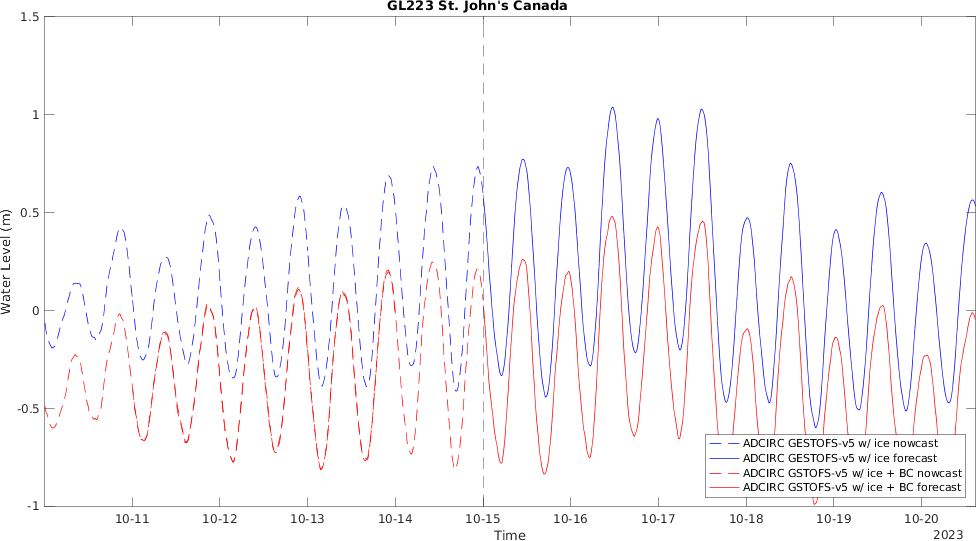 GL223 St. John's Canada
1.5
1
0.5
0
-0.5
-1
Water Level (m)
ADCIRC GESTOFS-v5 w/ ice nowcast
ADCIRC GESTOFS-v5 w/ ice forecast
ADCIRC GSTOFS-v5 w/ ice + BC nowcast
ADCIRC GSTOFS-v5 w/ ice + BC forecast
10-11 10-12 10-13 10-14 10-15 10-16 10-17 10-18 10-19 10-20
Time
2023